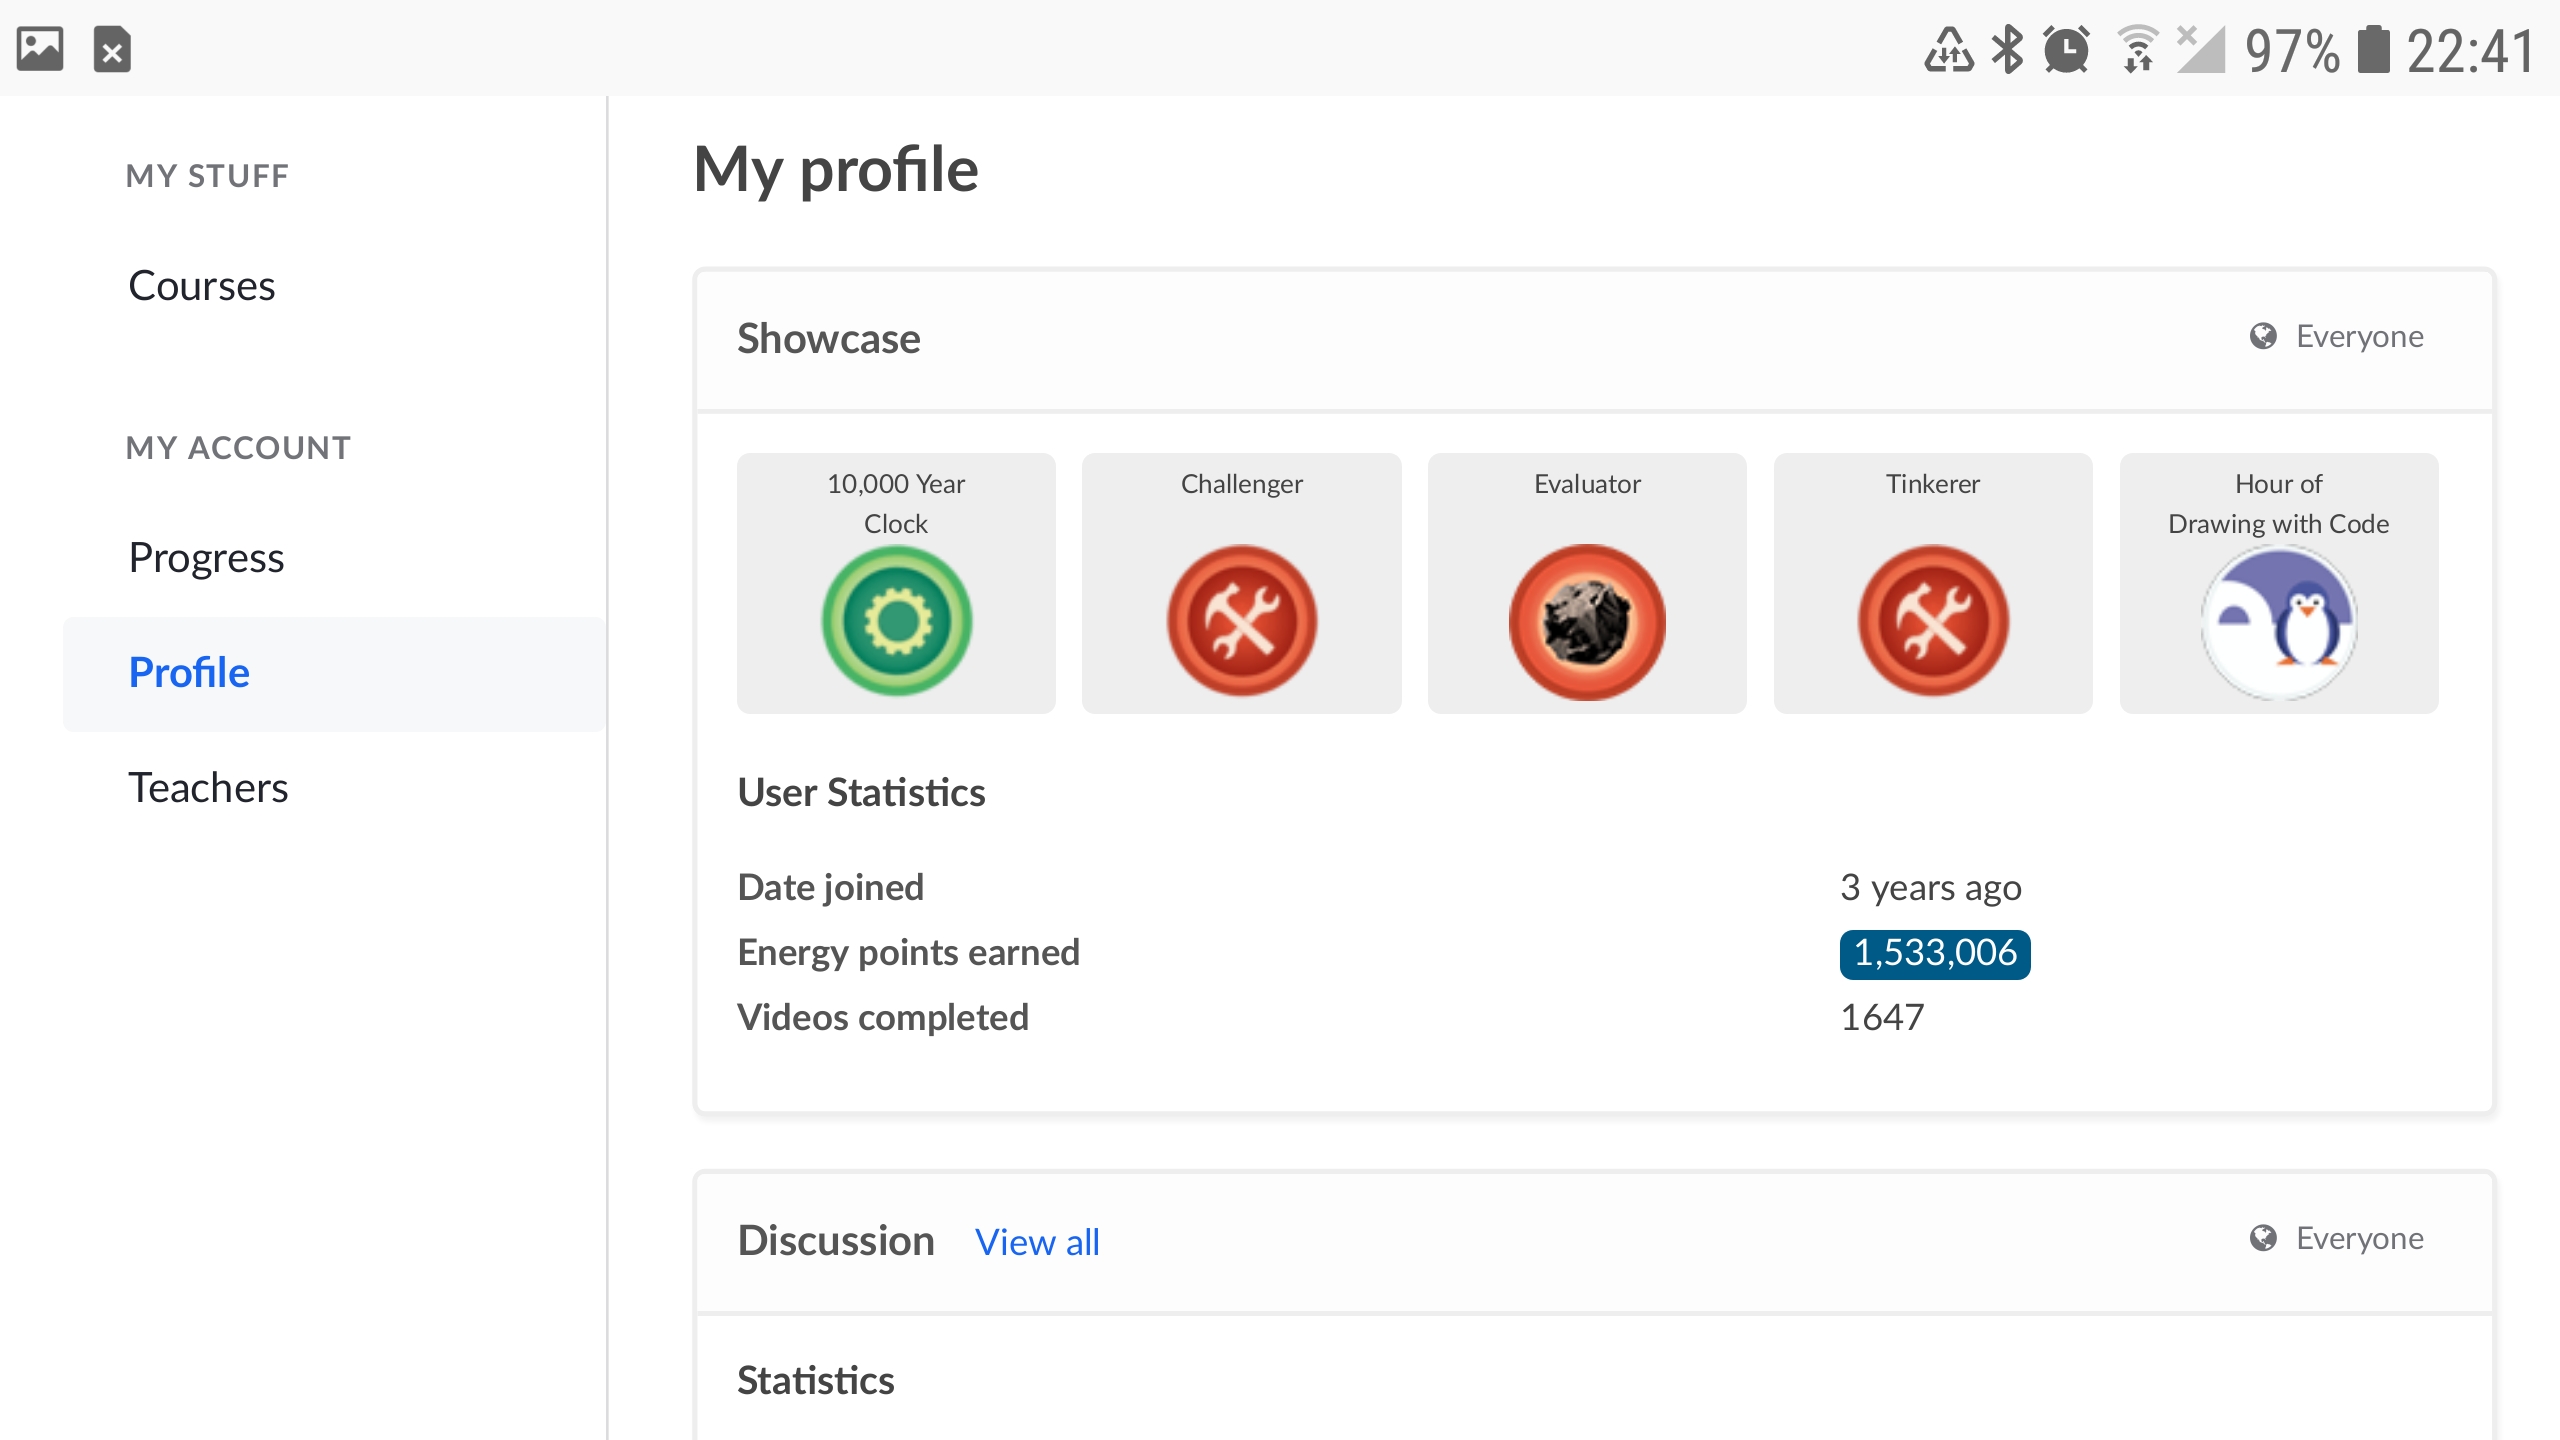 97% 22:41
MY STUFF
Courses
MY ACCOUNT
Progress
Profile
Teachers
My profile
Showcase
Everyone
10,000 Year
Clock
Challenger
Evaluator
Tinkerer
Hour of
Drawing with Code
User Statistics
Date joined 3 years ago
Energy points earned 1,533,006
Videos completed 1647
Discussion View all
Everyone
Statistics